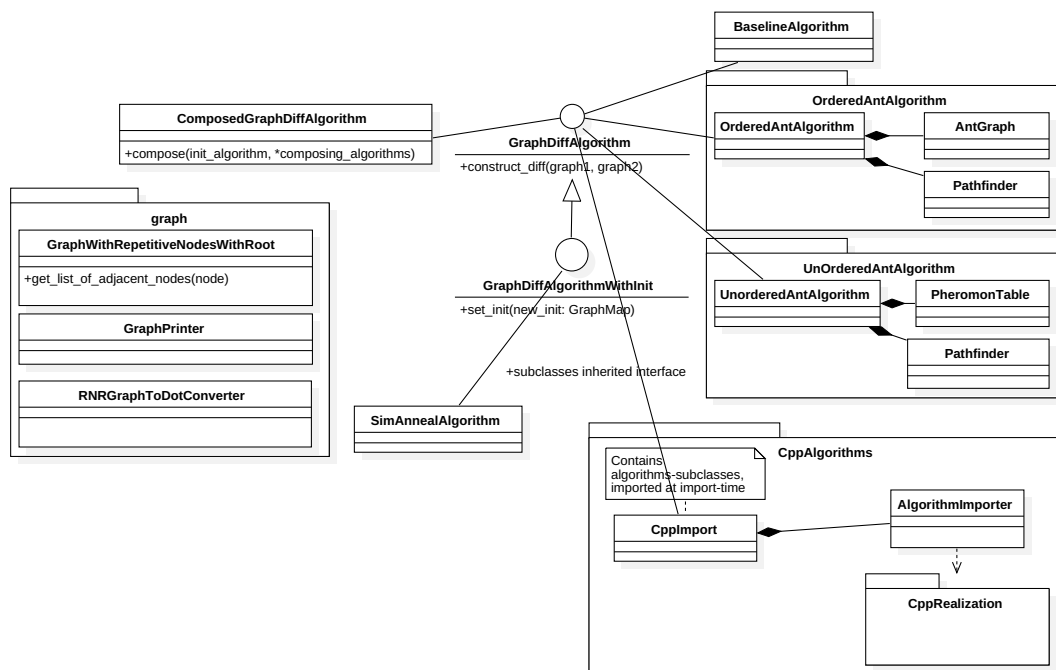 BaselineAlgorithm
ComposedGraphDiffAlgorithm
+compose(init_algorithm, *composing_algorithms)
GraphDiffAlgorithm
+construct_diff(graph1, graph2)
OrderedAntAlgorithm
OrderedAntAlgorithm
AntGraph
Pathfinder
graph
GraphWithRepetitiveNodesWithRoot
+get_list_of_adjacent_nodes(node)
GraphPrinter
RNRGraphToDotConverter
GraphDiffAlgorithmWithInit
+set_init(new_init: GraphMap)
UnOrderedAntAlgorithm
UnorderedAntAlgorithm
PheromonTable
Pathfinder
+subclasses inherited interface
SimAnnealAlgorithm
CppAlgorithms
Contains
algorithms-subclasses,
imported at import-time
CppImport
AlgorithmImporter
CppRealization